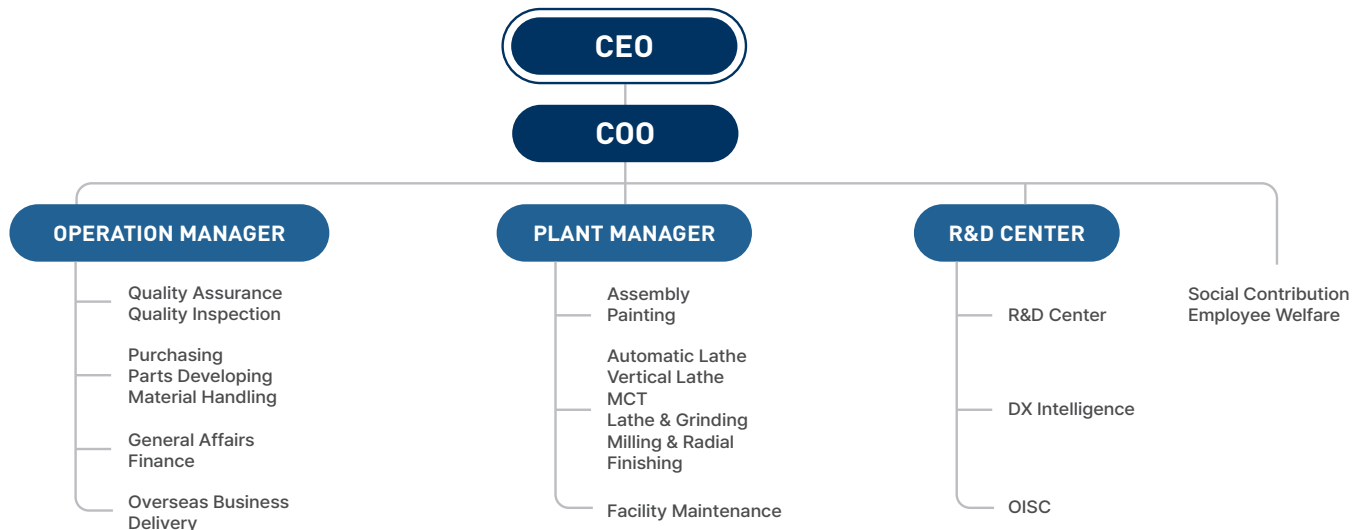 CEO
COO
OPERATION MANAGER
Quality Assurance
Quality Inspection
Purchasing
Parts Developing
Material Handling
General Affairs
Finance
Overseas Business
Delivery
PLANT MANAGER
Assembly
Painting
Automatic Lathe
Vertical Lathe
MCT
Lathe & Grinding
Milling & Radial
Finishing
Facility Maintenance
R&D CENTER
R&D Center
DX Intelligence
OISC
Social Contribution
Employee Welfare